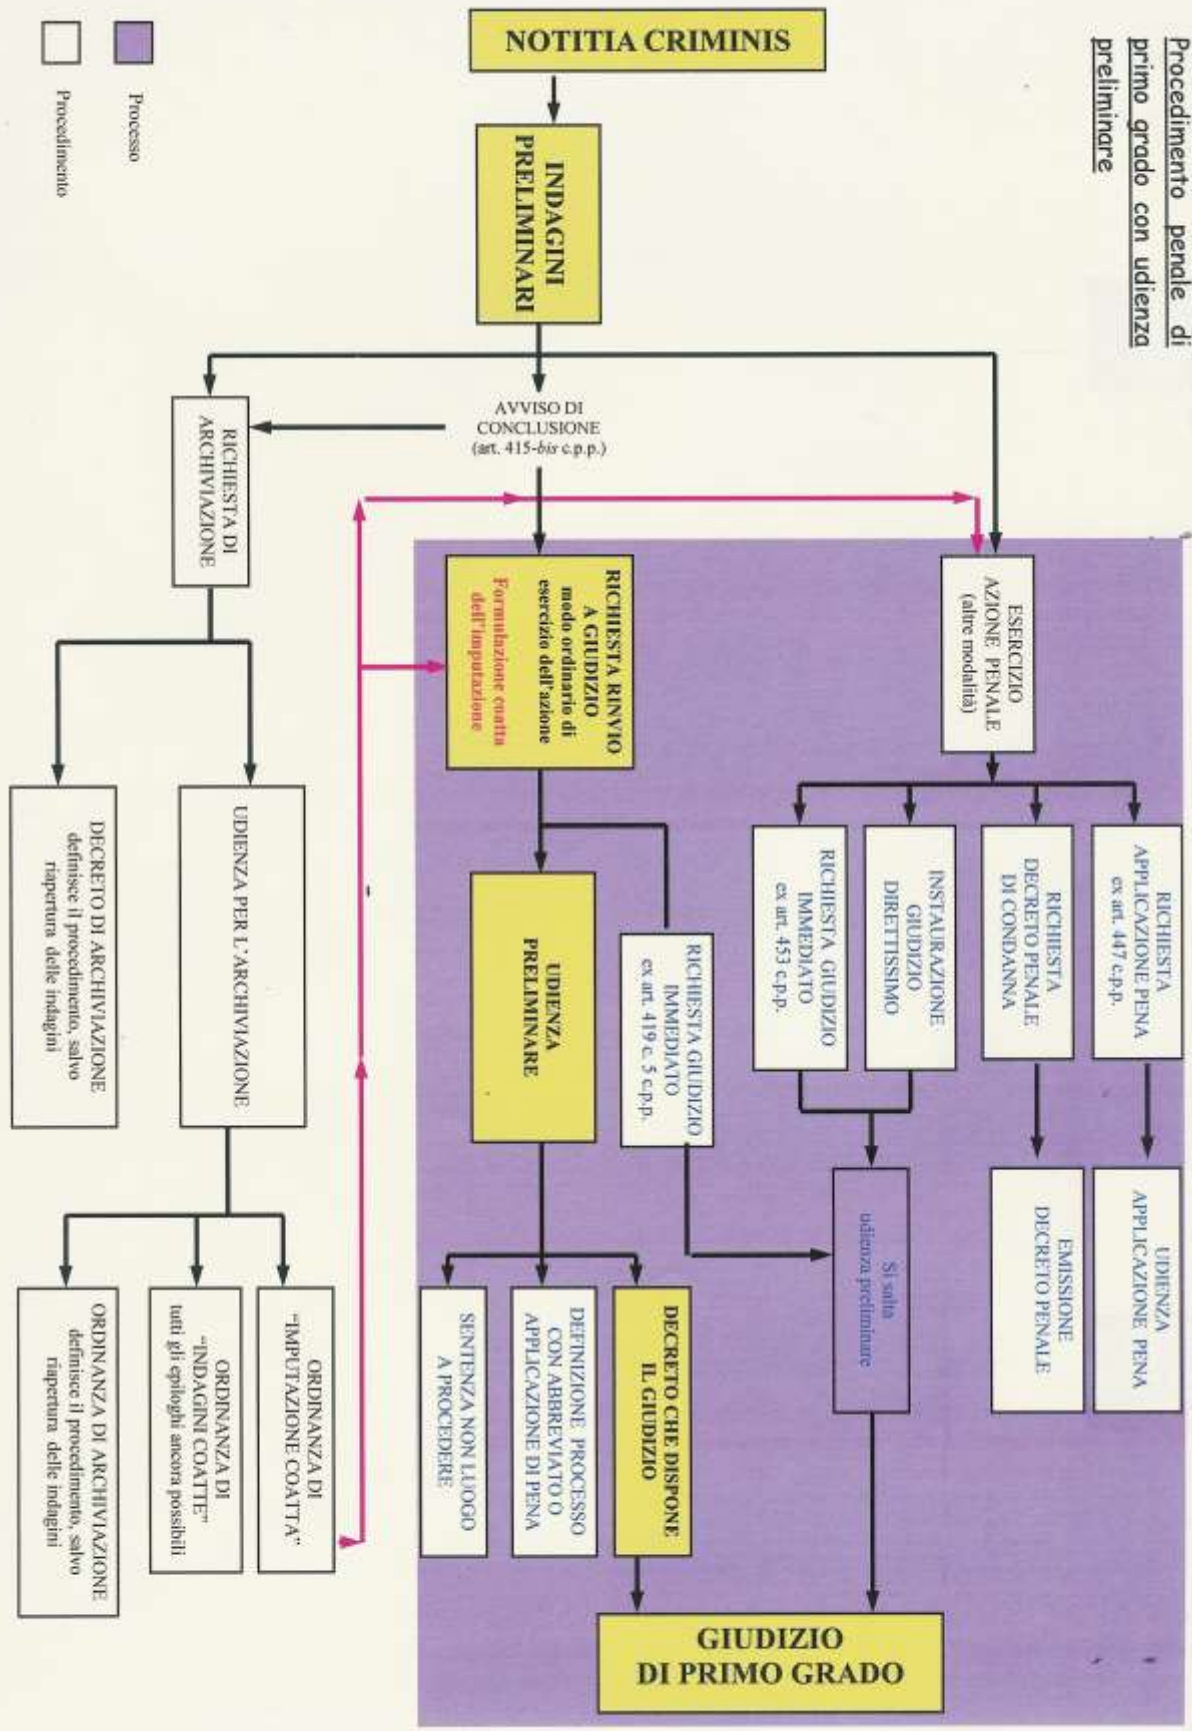 Procedimento penale di
primo grado con udienza
preliminare
NOTITIA CRIMINIS
Processo
Procedimento
INDAGINI
PRELIMINARI
AVVISO DI
CONCLUSIONE
(art. 415-bis c.p.p.)
RICHIESTA DI
ARCHIVIAZIONE
ESERCIZIO
AZIONE PENALE
(altre modalità)
RICHIESTA RINVIO
A GIUDIZIO
modo ordinario di
esercizio dell'azione
Formulazione coatta
dell'imputazione
RICHIESTA
APPLICAZIONE PENA
ex art. 447 c.p.p.
RICHIESTA
DECRETO PENALE
DI CONDANNA
INSTAURAZIONE
GIUDIZIO
DIRETTISSIMO
RICHIESTA GIUDIZIO
IMMEDIATO
ex art. 453 c.p.p.
RICHIESTA GIUDIZIO
IMMEDIATO
ex art. 419 c. 5 c.p.p.
UDIENZA
PRELIMINARE
UDIENZA PER L'ARCHIVIAZIONE
DECRETO DI ARCHIVIAZIONE
definisce il procedimento, salvo
riapertura delle indagini
UDIENZA
APPLICAZIONE PENA
EMISSIONE
DECRETO PENALE
Si salta
udienza preliminare
DECRETO CHE DISPONE
IL GIUDIZIO
DEFINIZIONE PROCESSO
CON ABBREVIATO O
APPLICAZIONE DI PENA
SENTENZA NON LUOGO
A PROCEDERE
ORDINANZA DI
“IMPUTAZIONE COATTA”
ORDINANZA DI
“INDAGINI COATTE”
tutti gli epiloghi ancora possibili
ORDINANZA DI ARCHIVIAZIONE
definisce il procedimento, salvo
riapertura delle indagini
GIUDIZIO
DI PRIMO GRADO